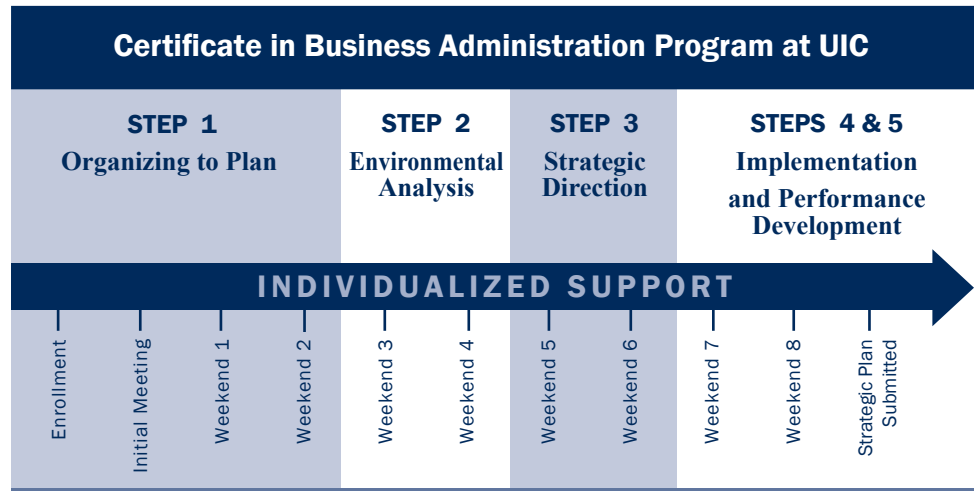 Certificate in Business Administration Program at UIC
STEP 1
Organizing to Plan
STEP 2
Environmental
Analysis
STEP 3
Strategic
Direction
STEPS 4 & 5
Implementation
and Performance
Development
INDIVIDUALIZED SUPPORT
Enrollment
Initial Meeting
Weekend 1
Weekend 2
Weekend 3
Weekend 4
Weekend 5
Weekend 6
Weekend 7
Weekend 8
Strategic Plan
Submitted